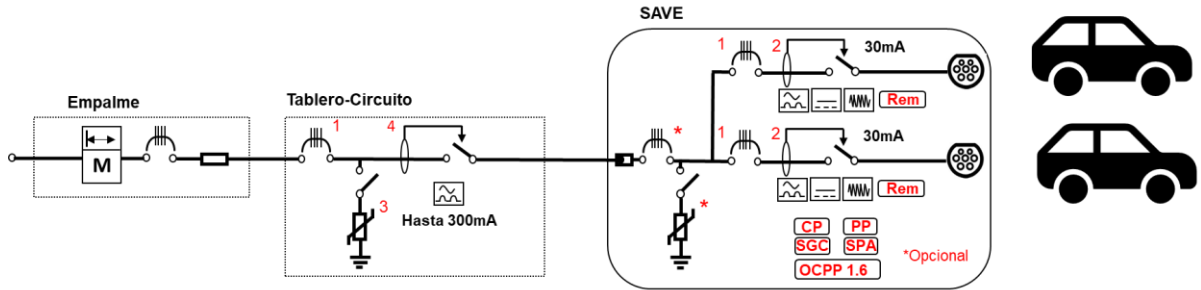 SAVE
1
2
30mA
Rem
Empalme
M
Tablero-Circuito
1
4
3
Hasta 300mA
*
1
2
30mA
Rem
*
CP
PP
SGC
SPA
OCPP 1.6
*Opcional